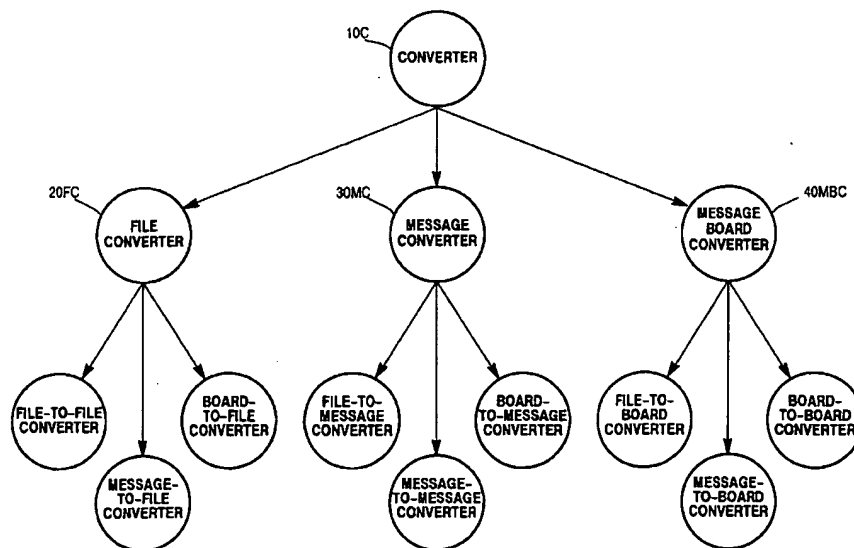 10C
CONVERTER
20FC
FILE
CONVERTER
30MC
MESSAGE
CONVERTER
40MBC
MESSAGE
BOARD
CONVERTER
FILE-TO-FILE
CONVERTER
BOARD-
TO-FILE
CONVERTER
MESSAGE-
TO-FILE
CONVERTER
FILE-TO-
MESSAGE
CONVERTER
BOARD-
TO-MESSAGE
CONVERTER
MESSAGE-
TO-MESSAGE
CONVERTER
FILE-TO-
BOARD
CONVERTER
BOARD-
TO-BOARD
CONVERTER
MESSAGE-
TO-BOARD
CONVERTER